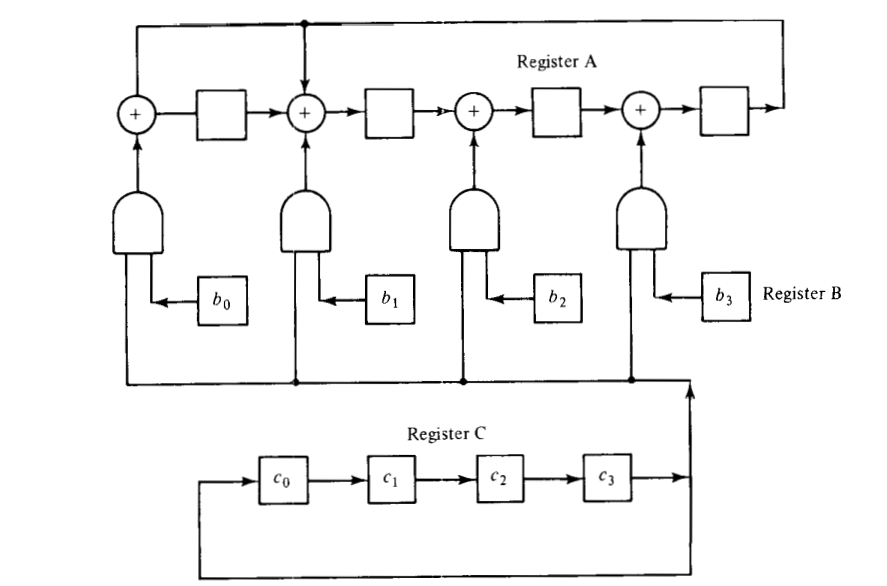 Register A
+
+
+
+
b₀
b₁
b₂
b₃
Register B
Register C
c₀
c₁
c₂
c₃